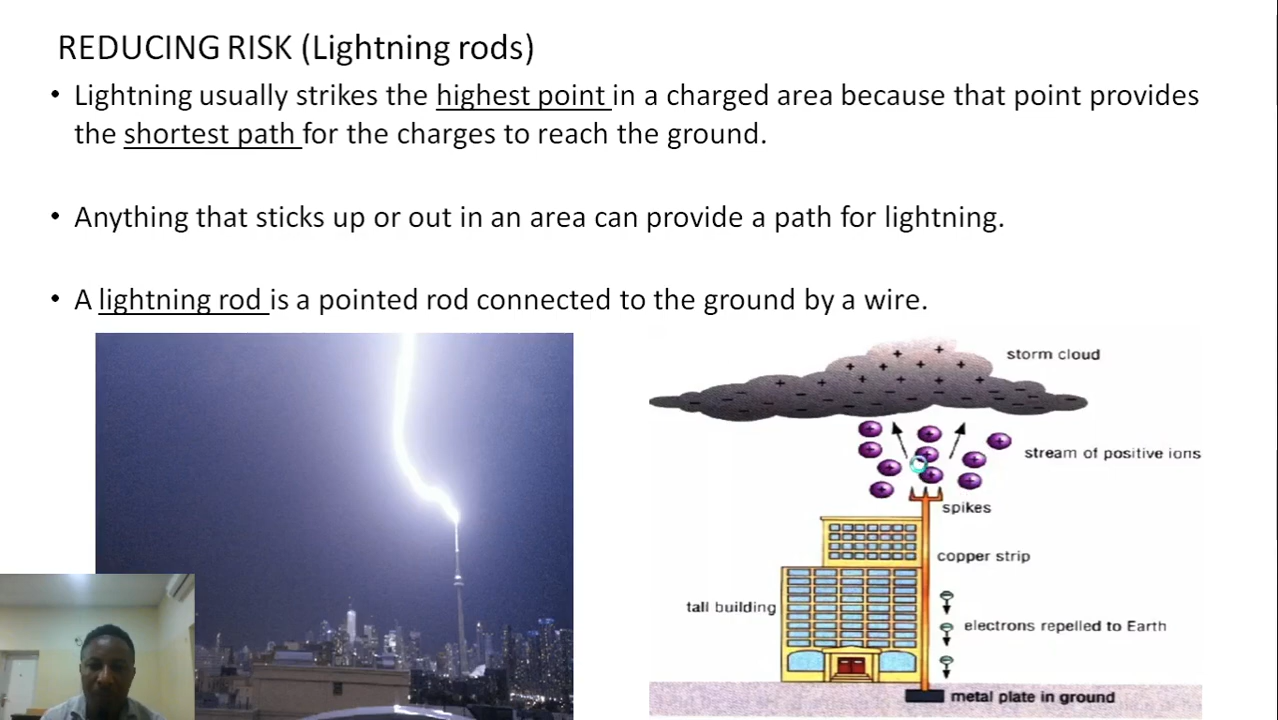 REDUCING RISK (Lightning rods)
• Lightning usually strikes the highest point in a charged area because that point provides
the shortest path for the charges to reach the ground.
• Anything that sticks up or out in an area can provide a path for lightning.
• A lightning rod is a pointed rod connected to the ground by a wire.
storm cloud
stream of positive ions
spikes
copper strip
tall building
electrons repelled to Earth
metal plate in ground